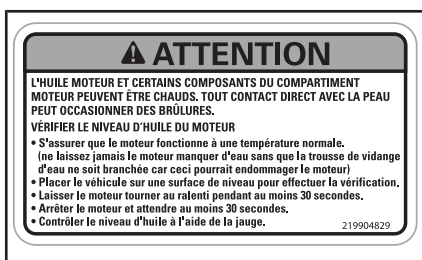 ATTENTION
L'HUILE MOTEUR ET CERTAINS COMPOSANTS DU COMPARTIMENT
MOTEUR PEUVENT ÊTRE CHAUDS. TOUT CONTACT DIRECT AVEC LA PEAU
PEUT OCCASIONNER DES BRÛLURES.
VÉRIFIER LE NIVEAU D'HUILE DU MOTEUR
• S'assurer que le moteur fonctionne à une température normale.
(ne laissez jamais le moteur manquer d'eau sans que la trousse de vidange
d'eau ne soit branchée car ceci pourrait endommager le moteur)
• Placer le véhicule sur une surface de niveau pour effectuer la vérification.
• Laisser le moteur tourner au ralenti pendant au moins 30 secondes.
• Arrêter le moteur et attendre au moins 30 secondes.
• Contrôler le niveau d'huile à l'aide de la jauge.
219904829